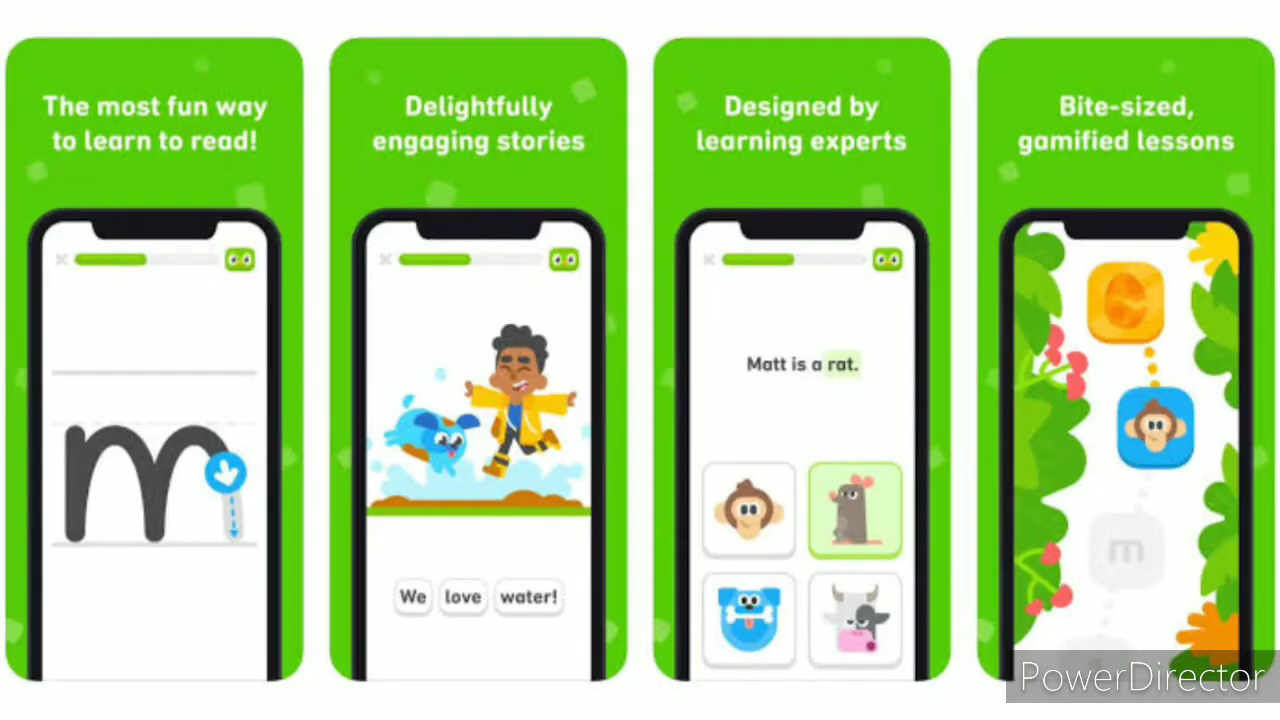 The most fun way
to learn to read!
m
Delightfully
engaging stories
We love water!
Designed by
learning experts
Matt is a rat.
Bite-sized,
gamified lessons
e
m
PowerDirector